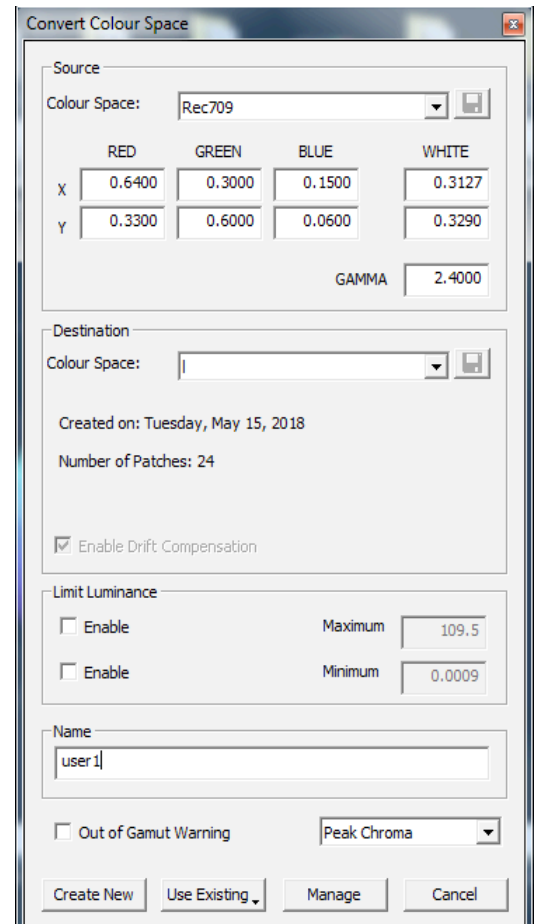 Convert Colour Space
Source
Colour Space: Rec709
RED GREEN BLUE WHITE
X 0.6400 0.3000 0.1500 0.3127
Y 0.3300 0.6000 0.0600 0.3290
GAMMA 2.4000
Destination
Colour Space: l
Created on: Tuesday, May 15, 2018
Number of Patches: 24
Enable Drift Compensation
Limit Luminance
Enable Maximum 109.5
Enable Minimum 0.0009
Name
user1
Out of Gamut Warning Peak Chroma
Create New Use Existing Manage Cancel